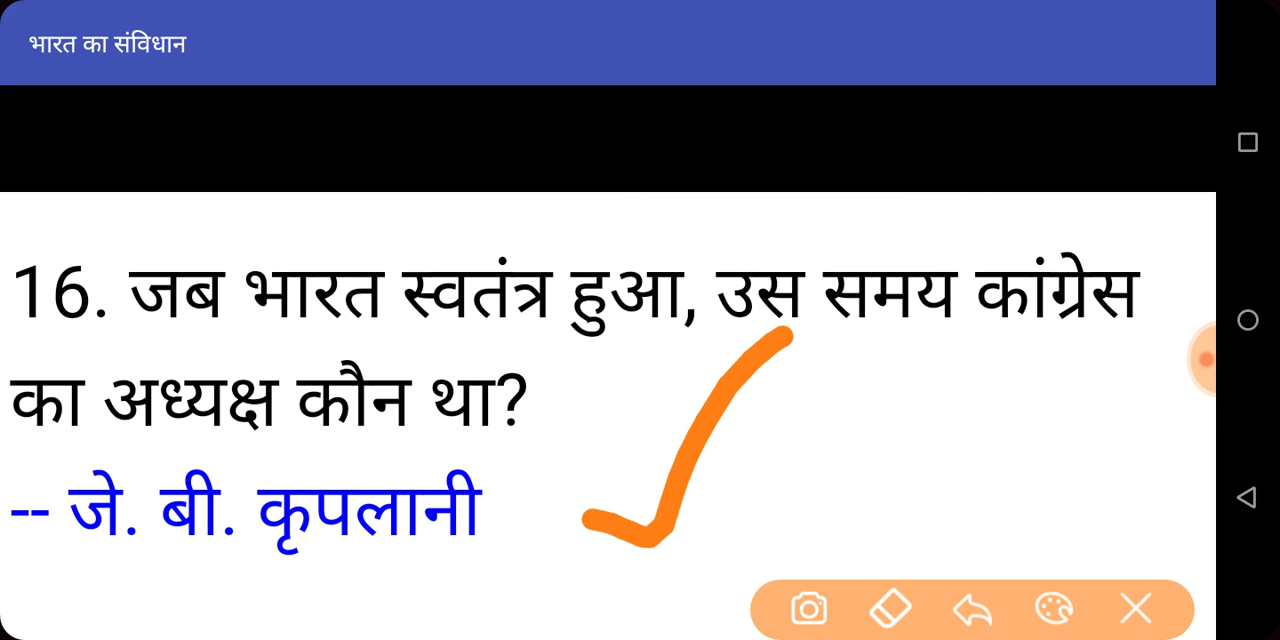 भारत का संविधान
16. जब भारत स्वतंत्र हुआ, उस समय कांग्रेस
का अध्यक्ष कौन था?
-- जे. बी. कृपलानी